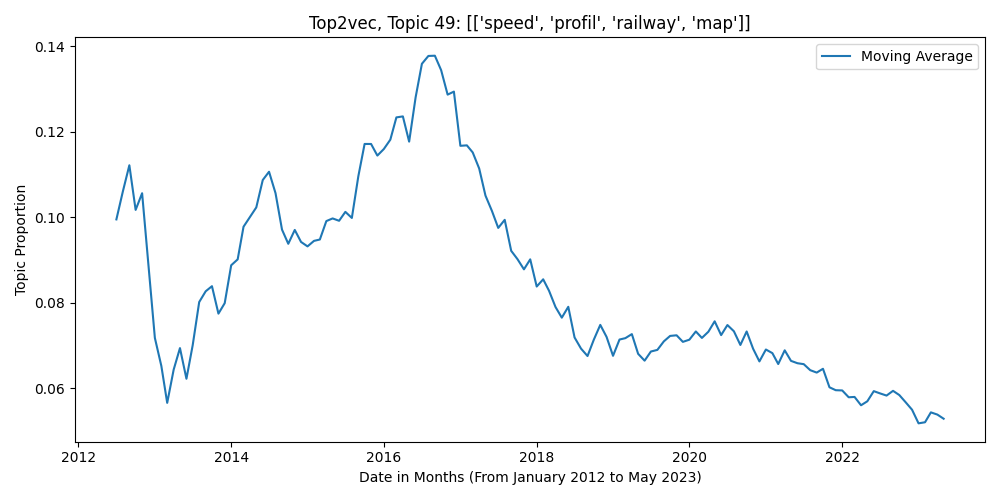 Top2vec, Topic 49: [['speed', 'profil', 'railway', 'map']]
Moving Average
Topic Proportion
0.14
0.12
0.10
0.08
0.06
2012 2014 2016 2018 2020 2022
Date in Months (From January 2012 to May 2023)